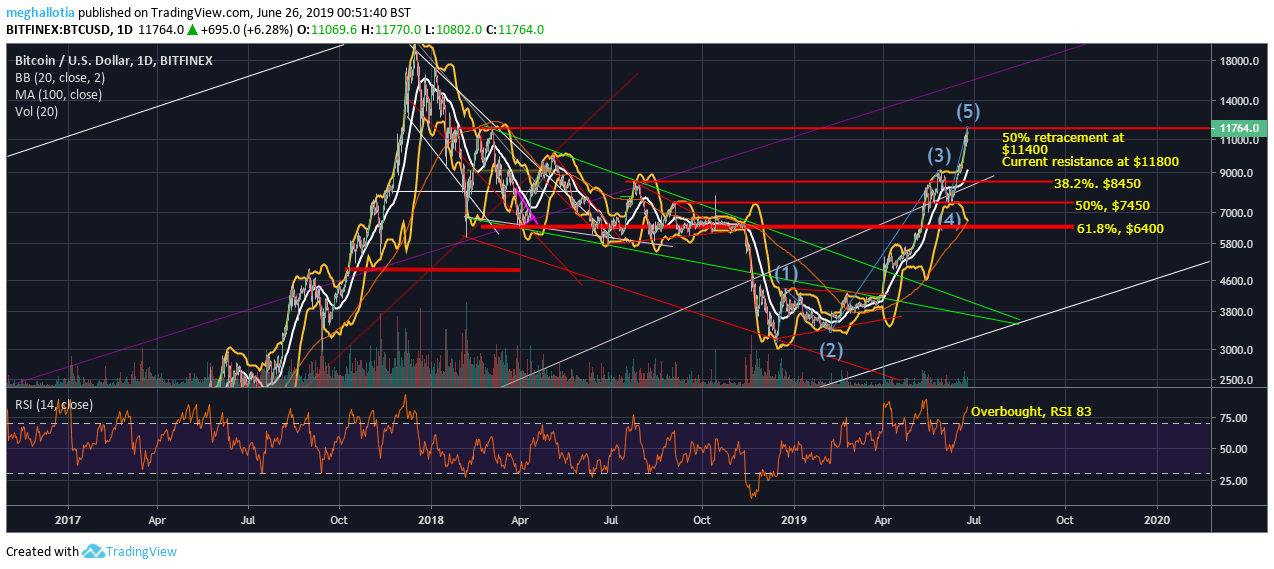 meghallotia published on TradingView.com, June 26, 2019 00:51:40 BST
BITFINEX:BTCUSD, 1D 11764.0 ▲ +695.0 (+6.28%) O:11069.6 H:11770.0 L:10802.0 C:11764.0
Bitcoin / U.S. Dollar, 1D, BITFINEX
BB (20, close, 2)
MA (100, close)
Vol (20)
18000.0
14000.0
11764.0
11000.0
9000.0
7000.0
5800.0
4600.0
3800.0
3000.0
2500.0
(5)
50% retracement at
$11400
Current resistance at $11800
(3)
38.2%. $8450
50%, $7450
(4)
61.8%, $6400
(1)
(2)
RSI (14, close)
Overbought, RSI 83
75.00
50.00
25.00
2017 Apr Jul Oct 2018 Apr Jul Oct 2019 Apr Jul Oct 2020
Created with TradingView